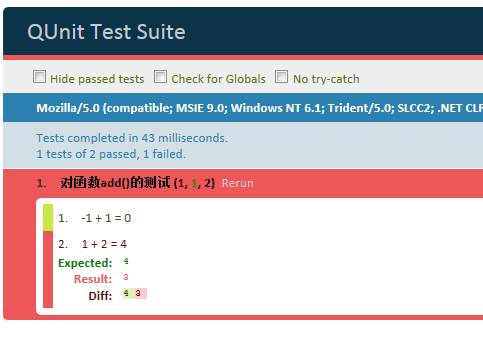 QUnit Test Suite
Hide passed tests Check for Globals No try-catch
Mozilla/5.0 (compatible; MSIE 9.0; Windows NT 6.1; Trident/5.0; SLCC2; .NET CLR
Tests completed in 43 milliseconds.
1 tests of 2 passed, 1 failed.
1. 对函数add()的测试 (1, 1, 2) Rerun
1. -1 + 1 = 0
2. 1 + 2 = 4
Expected: 4
Result: 3
Diff: 4 3